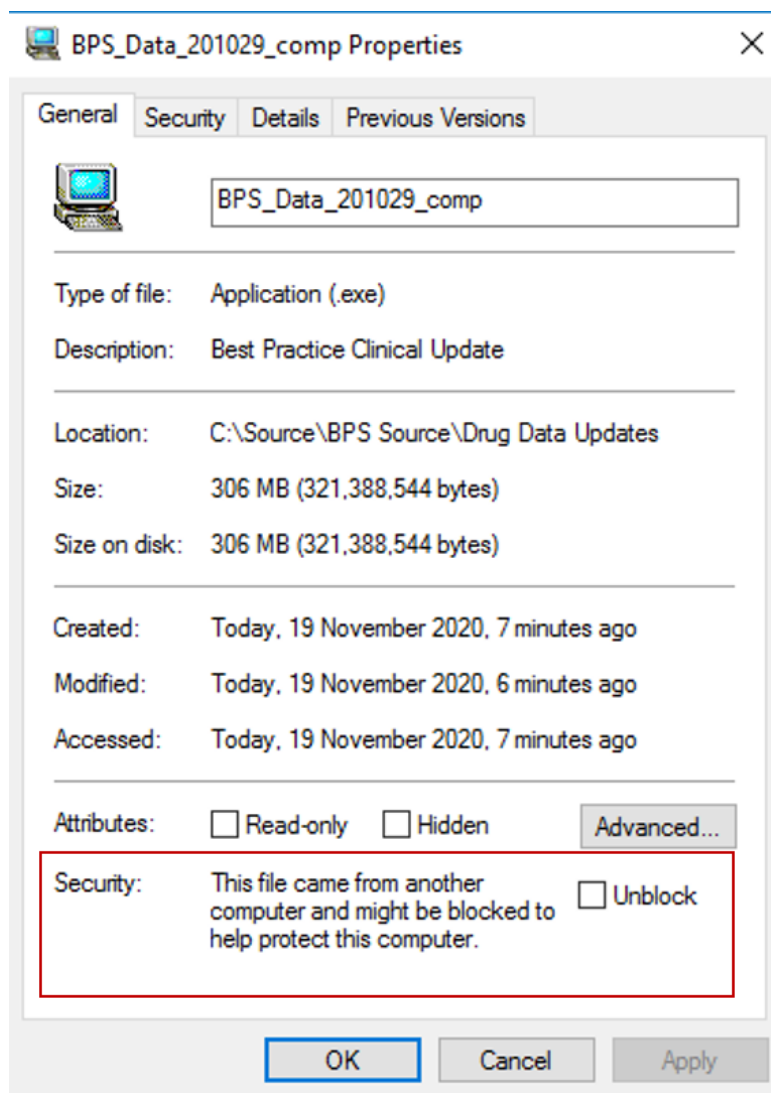 BPS_Data_201029_comp Properties
General Security Details Previous Versions
BPS_Data_201029_comp
Type of file: Application (.exe)
Description: Best Practice Clinical Update
Location: C:\Source\BPS Source\Drug Data Updates
Size: 306 MB (321,388,544 bytes)
Size on disk: 306 MB (321,388,544 bytes)
Created: Today, 19 November 2020, 7 minutes ago
Modified: Today, 19 November 2020, 6 minutes ago
Accessed: Today, 19 November 2020, 7 minutes ago
Attributes: Read-only Hidden Advanced...
Security: This file came from another
computer and might be blocked to
help protect this computer.
Unblock
OK Cancel Apply